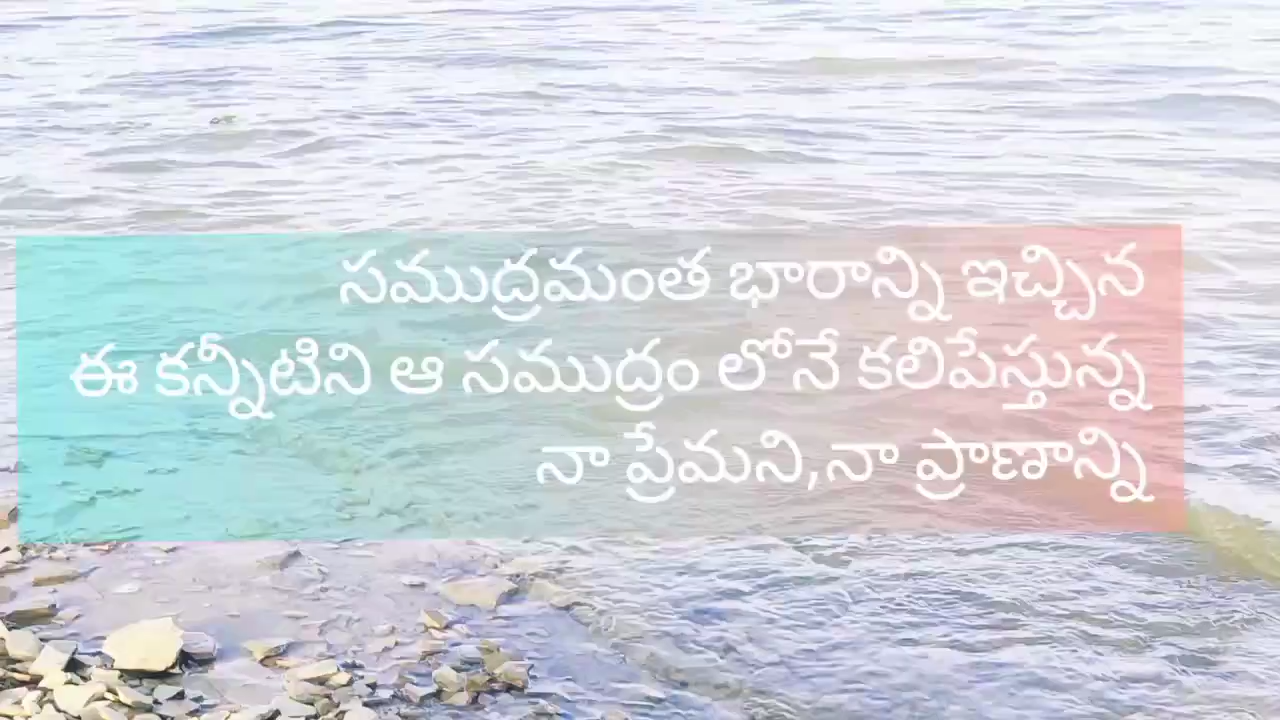 సముద్రమంత భారాన్ని ఇచ్చిన
ఈ కన్నీటిని ఆ సముద్రం లోనే కలిపేస్తున్న
నా ప్రేమని,నా ప్రాణాన్ని